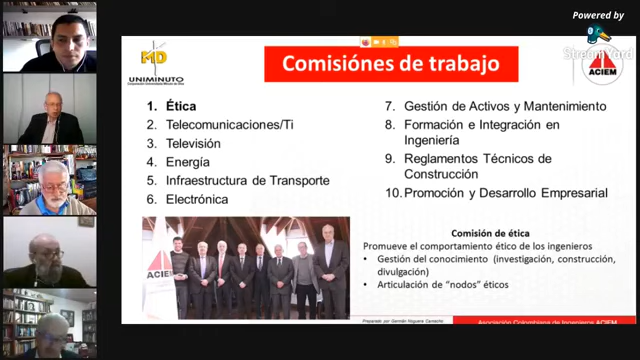 Powered by
StreamYard
MD
UNIMINUTO
Corporación Universitaria Minuto de Dios
Comisiónes de trabajo
ACIEM
1. Ética
2. Telecomunicaciones/Ti
3. Televisión
4. Energía
5. Infraestructura de Transporte
6. Electrónica
7. Gestión de Activos y Mantenimiento
8. Formación e Integración en
Ingeniería
9. Reglamentos Técnicos de
Construcción
10. Promoción y Desarrollo Empresarial
ACIEM
Comisión de ética
Promueve el comportamiento ético de los ingenieros
• Gestión del conocimiento (investigación, construcción,
divulgación)
• Articulación de “nodos” éticos
Preparado por Germán Noguera Camacho
Asociación Colombiana de Ingenieros ACIEM